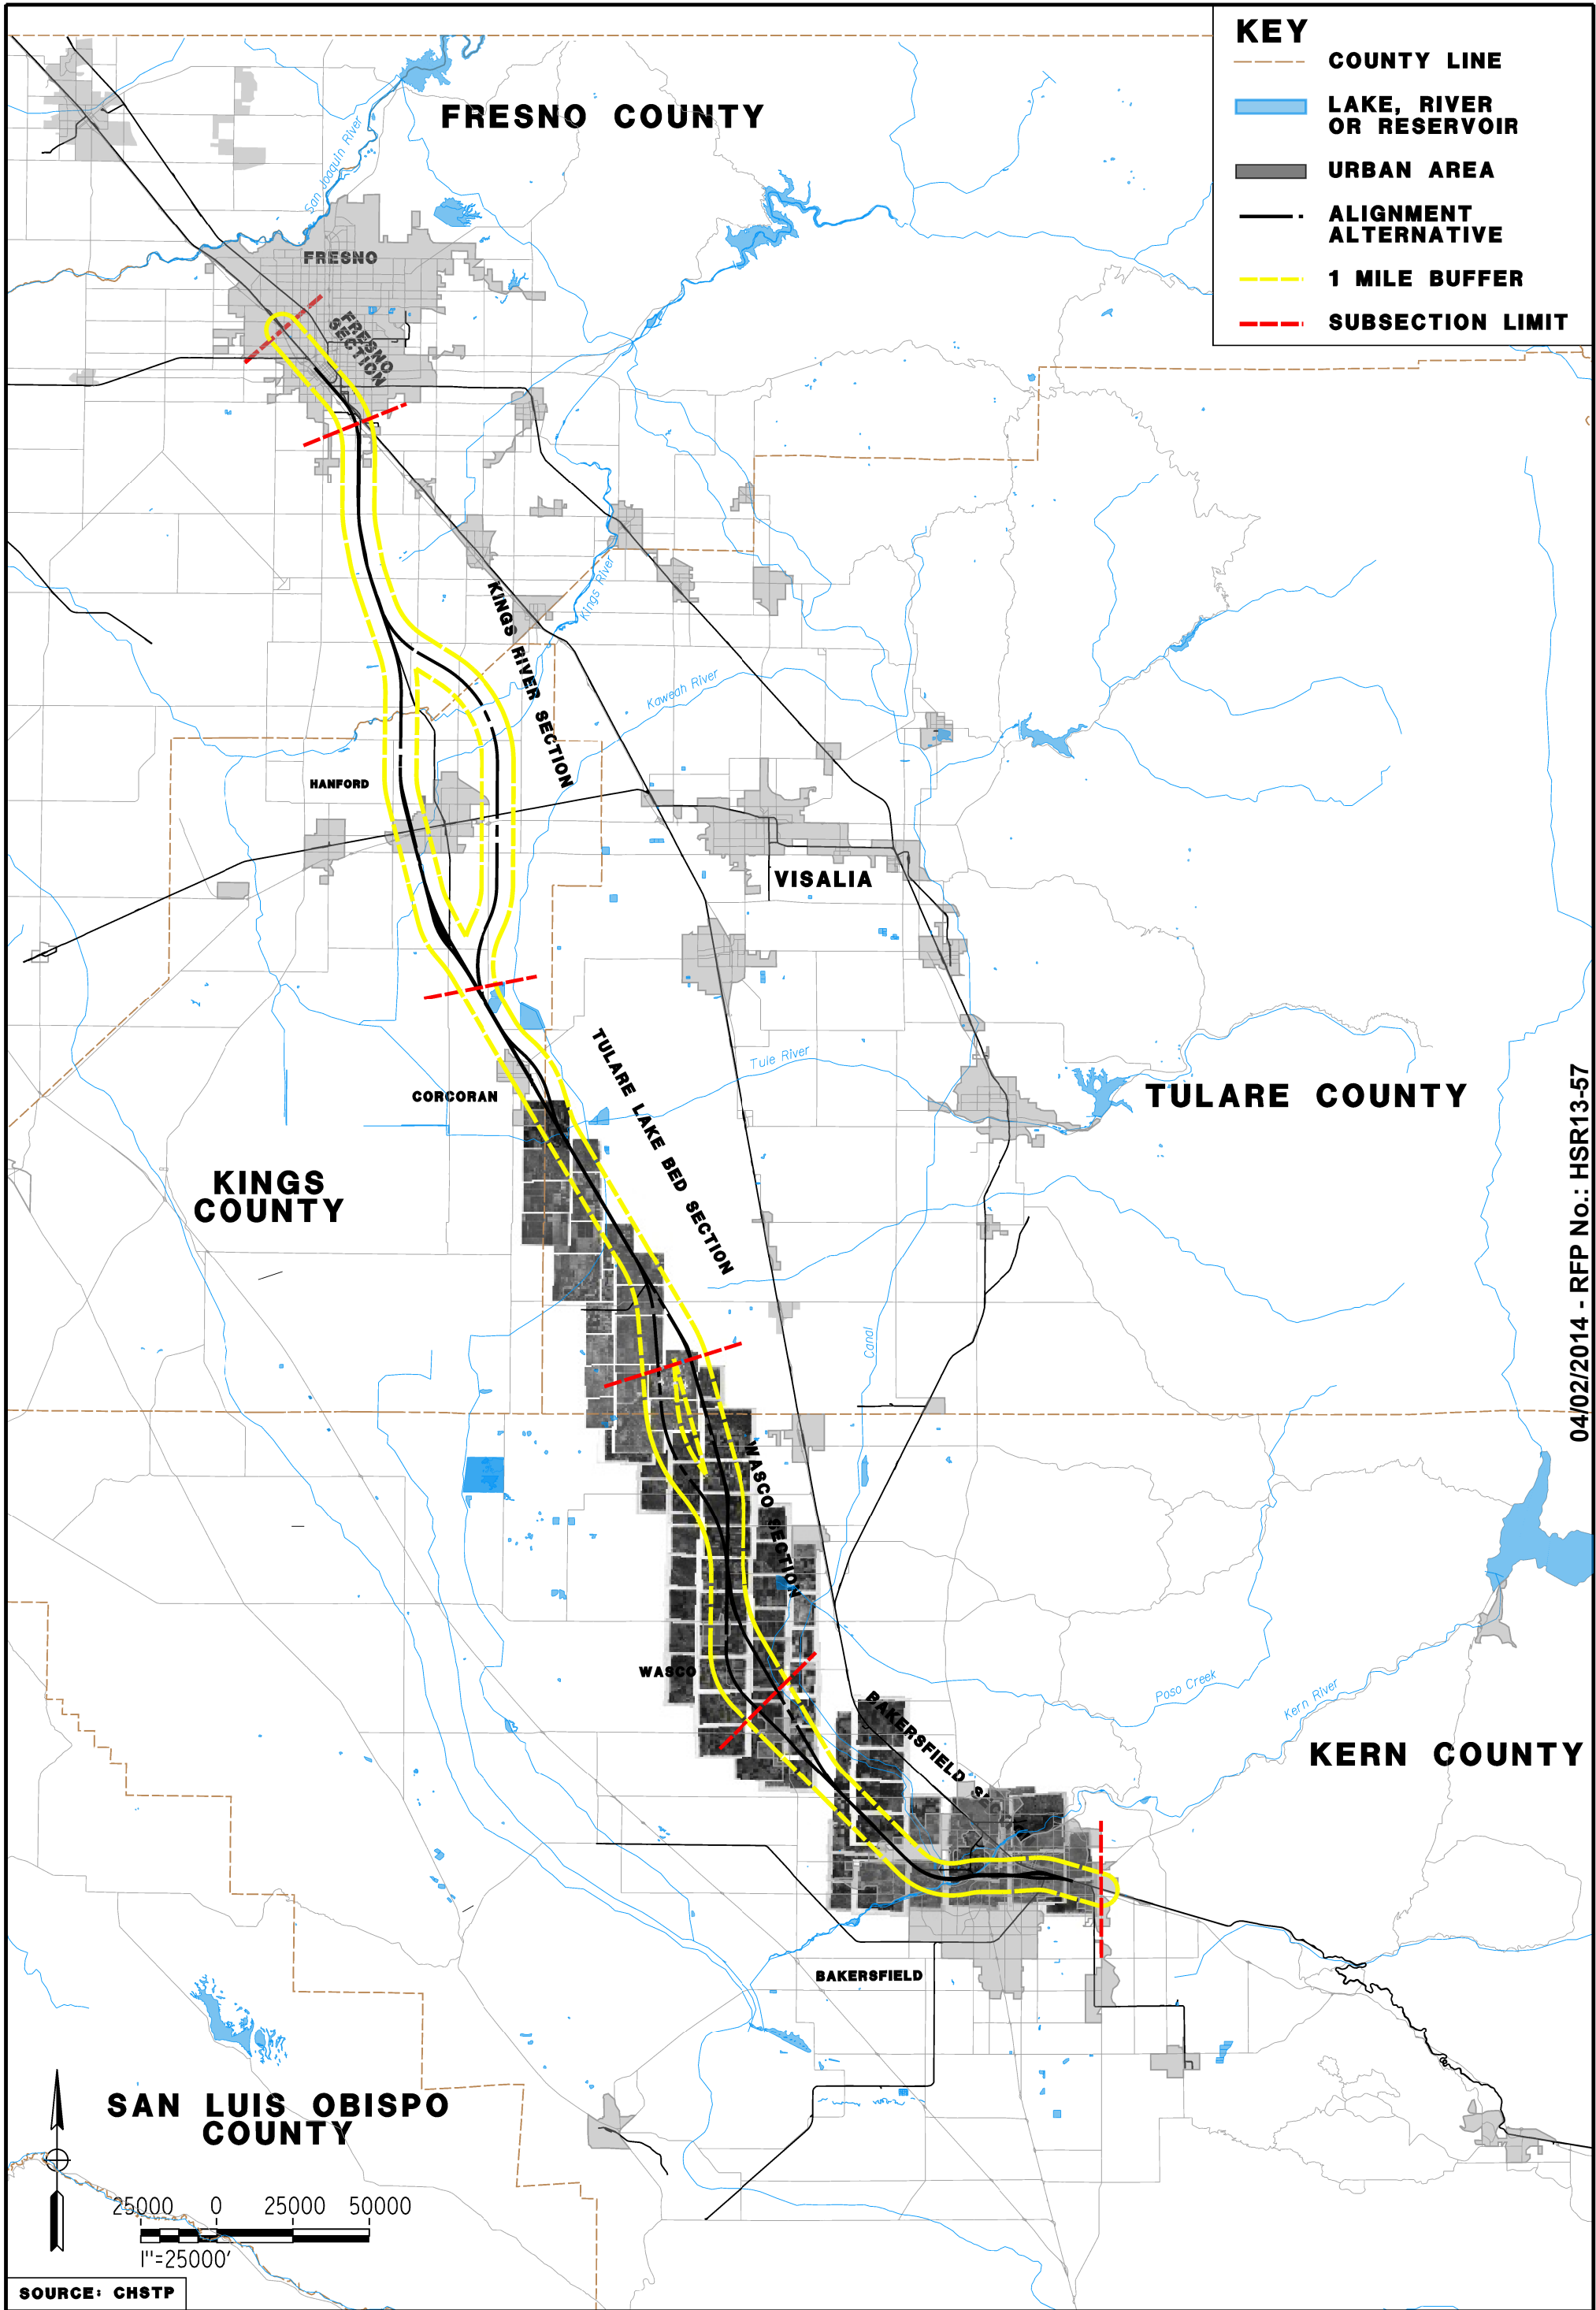 KEY
COUNTY LINE
LAKE, RIVER
OR RESERVOIR
URBAN AREA
ALIGNMENT
ALTERNATIVE
1 MILE BUFFER
SUBSECTION LIMIT
FRESNO COUNTY
San Joaquin River
FRESNO
FRESNO
SECTION
Kings River
KINGS RIVER SECTION
Kaweah River
HANFORD
VISALIA
TULARE LAKE BED SECTION
Tule River
CORCORAN
TULARE COUNTY
KINGS
COUNTY
Canal
WASCO SECTION
WASCO
Poso Creek
Kern River
BAKERSFIELD S
KERN COUNTY
BAKERSFIELD
SAN LUIS OBISPO
COUNTY
25000 0 25000 50000
1"=25000'
SOURCE: CHSTP
04/02/2014 - RFP No.: HSR13-57